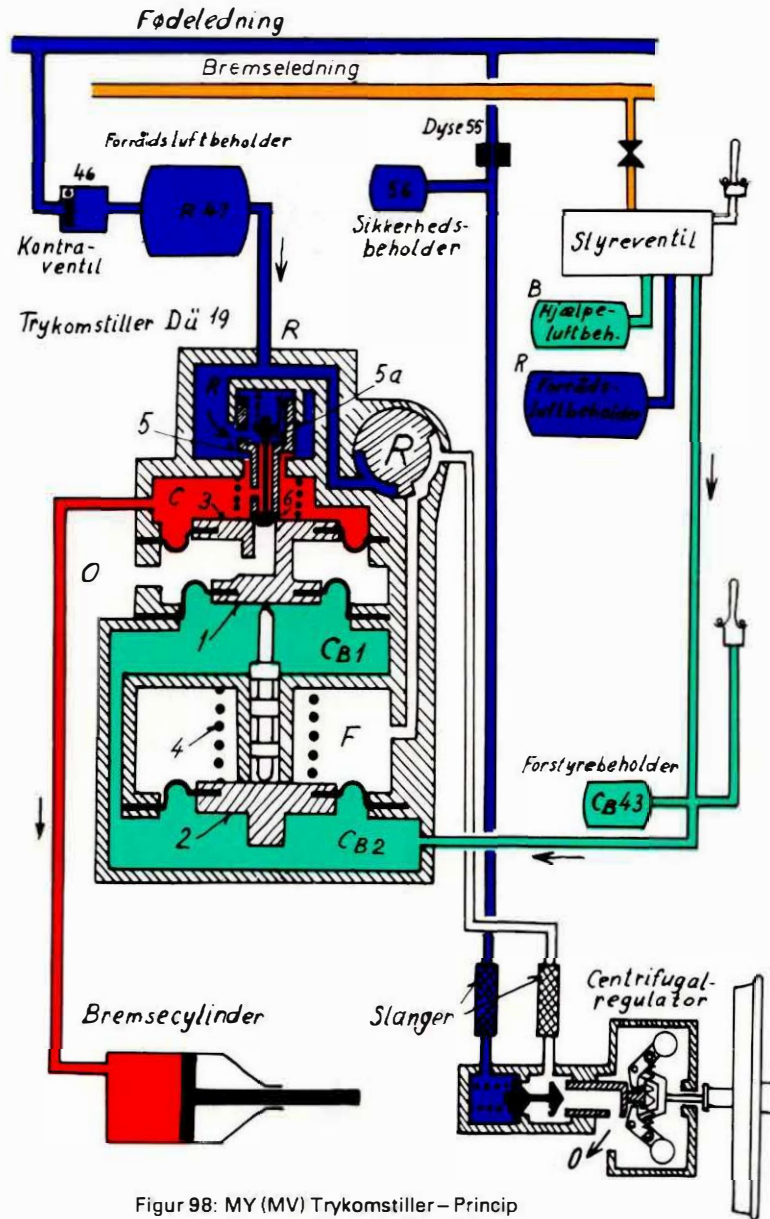 Fødeledning
Bremseledning
Forrådsluftbeholder
Dyse 55
46
R 47
56
Kontra-
ventil
Sikkerheds-
beholder
Styreventil
B
Hjælpe-
luftbeh.
R
Forråds-
luftbeholder
Trykomstiller Dü 19
R
R
5a
5
R
C
3
6
O
1
CB1
4
F
Forstyrebeholder
CB43
2
CB2
Bremsecylinder
Slanger
Centrifugal-
regulator
O
Figur 98: MY (MV) Trykomstiller – Princip